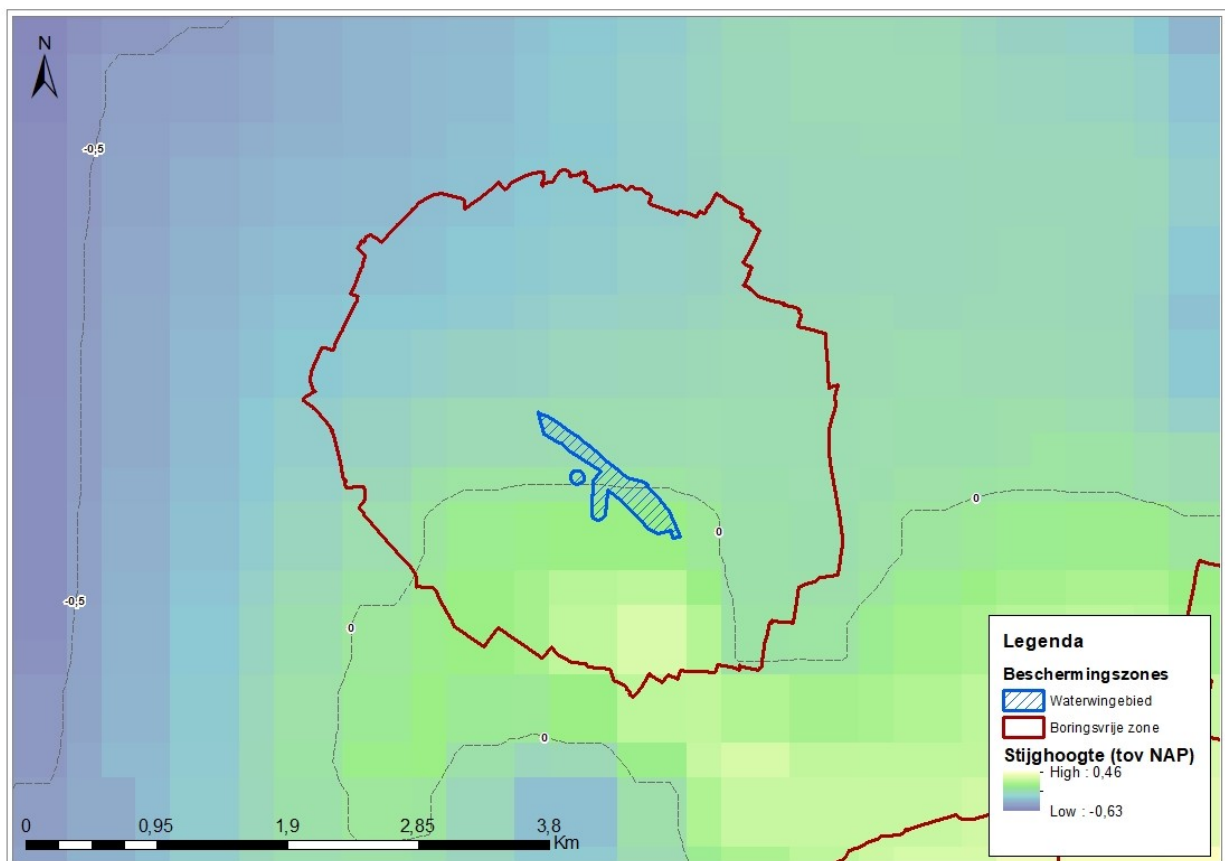 N
-0,5
0
0
-0,5
0
0
Legenda
Beschermingszones
Waterwingebied
Boringsvrije zone
Stijghoogte (tov NAP)
High : 0,46
Low : -0,63
0 0,95 1,9 2,85 3,8
Km